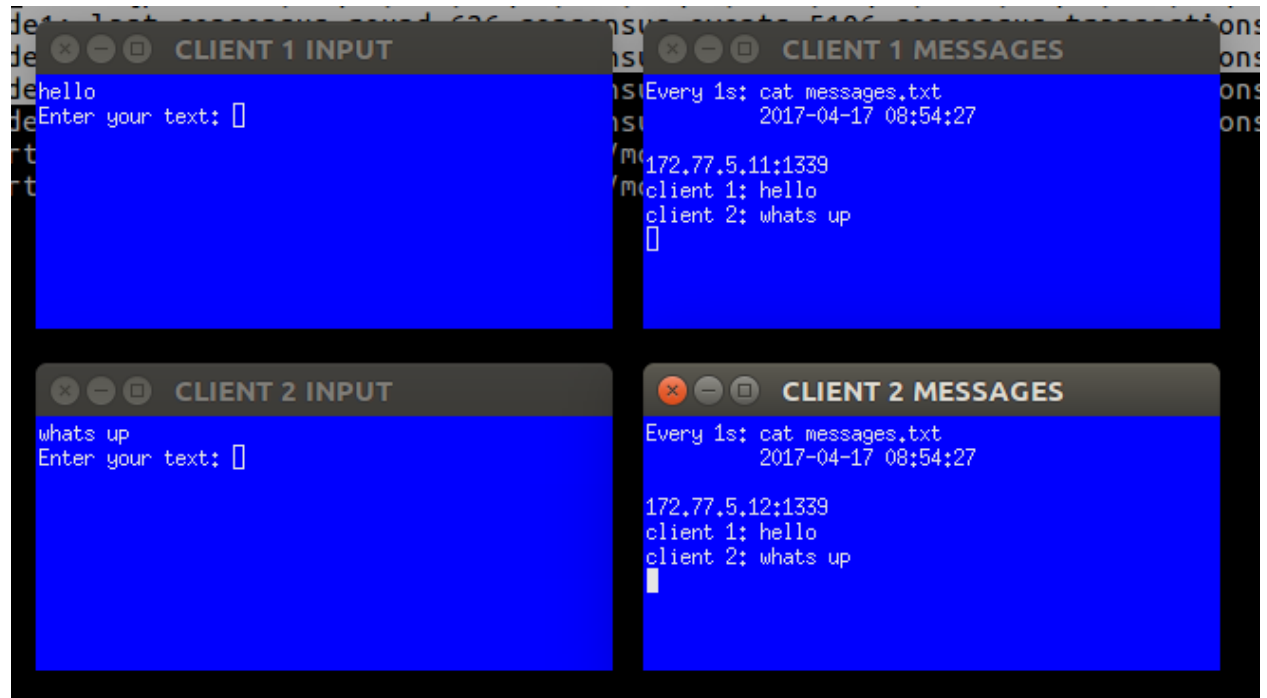 CLIENT 1 INPUT
hello
Enter your text:
CLIENT 1 MESSAGES
Every 1s: cat messages.txt
2017-04-17 08:54:27
172.77.5.11:1339
client 1: hello
client 2: whats up
CLIENT 2 INPUT
whats up
Enter your text:
CLIENT 2 MESSAGES
Every 1s: cat messages.txt
2017-04-17 08:54:27
172.77.5.12:1339
client 1: hello
client 2: whats up